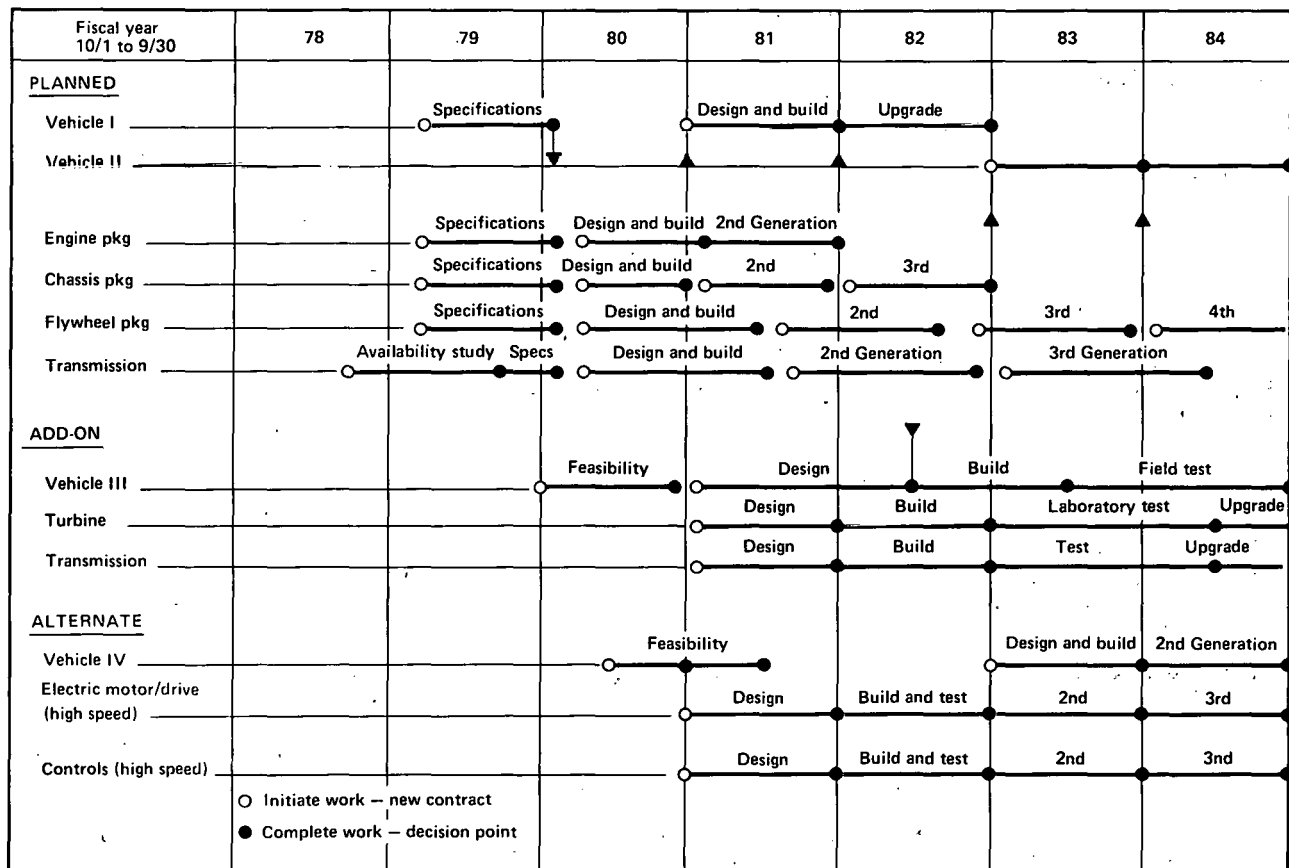 Fiscal year
10/1 to 9/30
78
79
80
81
82
83
84
PLANNED
Specifications
Design and build
Upgrade
Vehicle I
Vehicle II
Specifications
Design and build
2nd Generation
Engine pkg
Specifications
Design and build
2nd
3rd
Chassis pkg
Specifications
Design and build
2nd
3rd
4th
Flywheel pkg
Availability study
Specs
Design and build
2nd Generation
3rd Generation
Transmission
ADD-ON
Feasibility
Design
Build
Field test
Vehicle III
Design
Build
Laboratory test
Upgrade
Turbine
Design
Build
Test
Upgrade
Transmission
ALTERNATE
Feasibility
Design and build
2nd Generation
Vehicle IV
Electric motor/drive
(high speed)
Design
Build and test
2nd
3rd
Controls (high speed)
Design
Build and test
2nd
3nd
O Initiate work – new contract
● Complete work – decision point